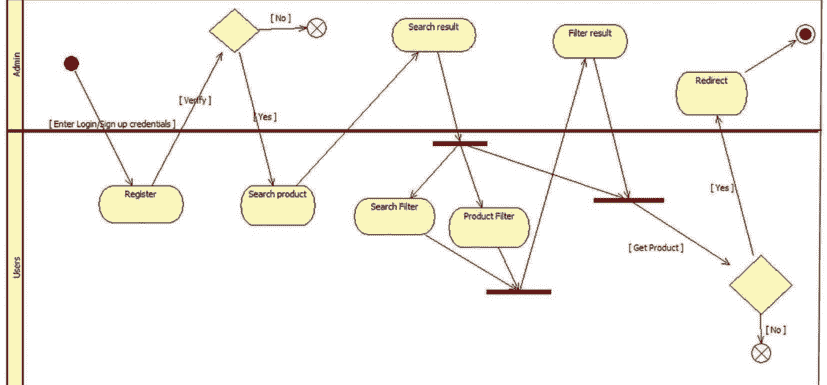 Admin
[ No ]
Search result
Filter result
Redirect
[ Verify ]
[ Enter Login/Sign up credentials ]
[Yes ]
Users
Register
Search product
Search Filter
Product Filter
[ Yes ]
[ Get Product ]
[ No ]